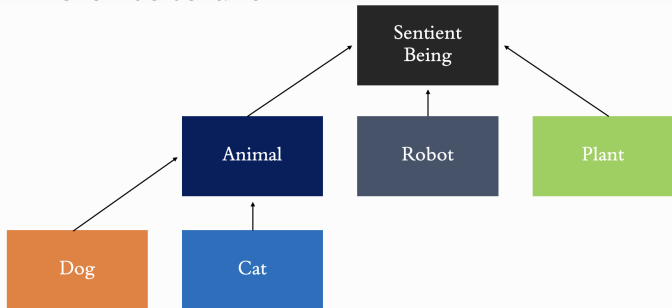 Sentient
Being
Animal
Robot
Plant
Dog
Cat